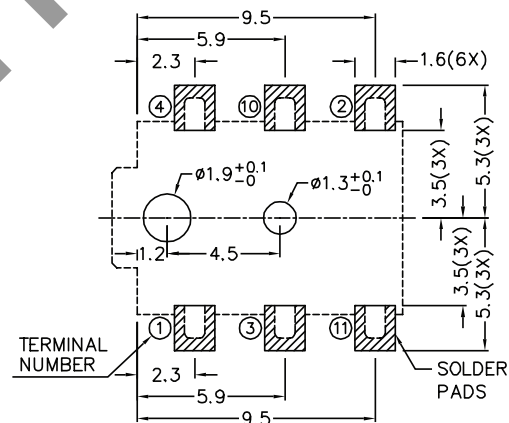 9.5
5.9
2.3
1.6(6X)
4
10
2
3.5(3X)
5.3(3X)
ø1.9+0.1-0
ø1.3+0.1-0
1.2
4.5
3.5(3X)
5.3(3X)
1
3
11
TERMINAL
NUMBER
2.3
SOLDER
PADS
5.9
9.5